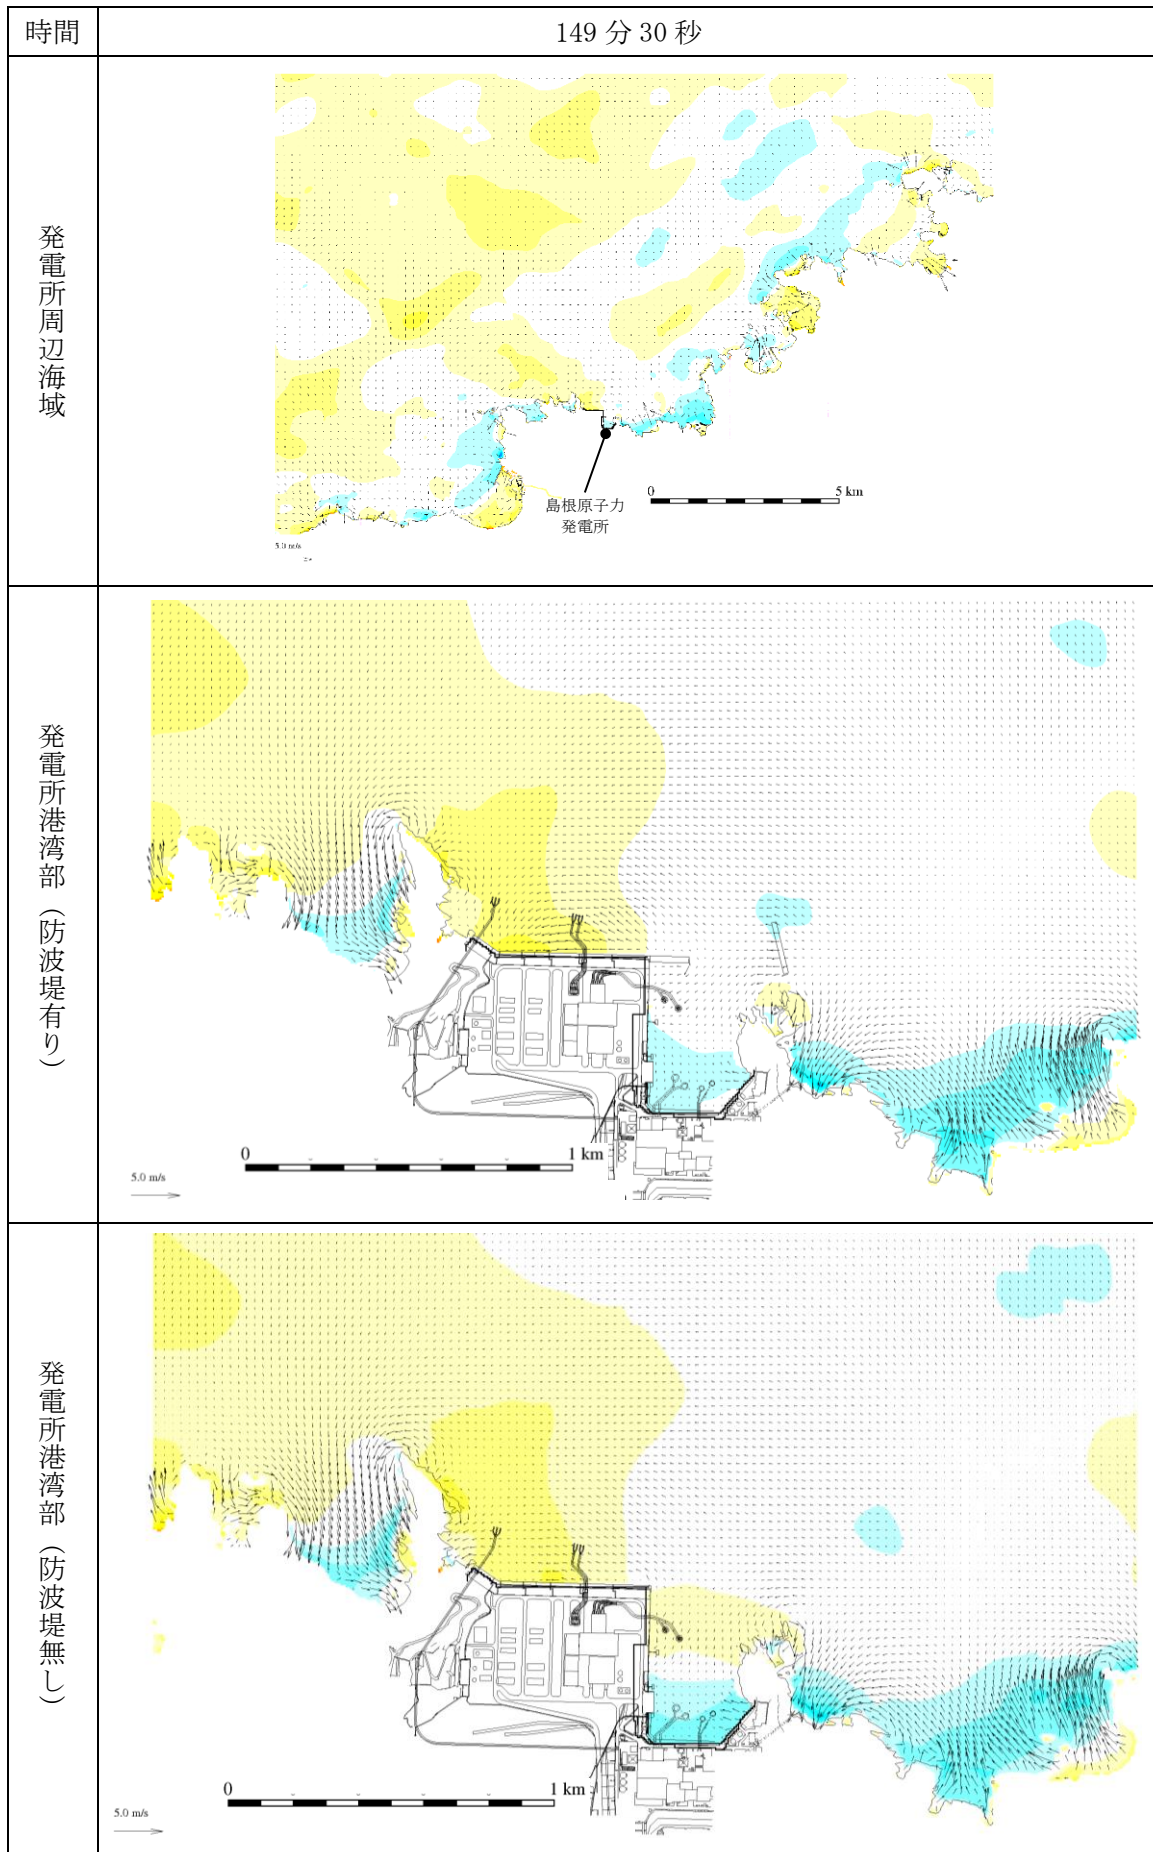 時間
149 分 30 秒
発電所周辺海域
島根原子力
発電所
0
5 km
5.0 m/s
発電所港湾部（防波堤有り）
0
1 km
5.0 m/s
発電所港湾部（防波堤無し）
0
1 km
5.0 m/s